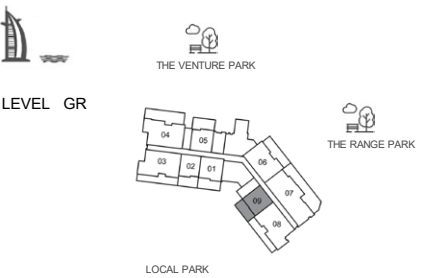 THE VENTURE PARK
LEVEL GR
THE RANGE PARK
04
05
03
02
01
06
07
09
08
LOCAL PARK